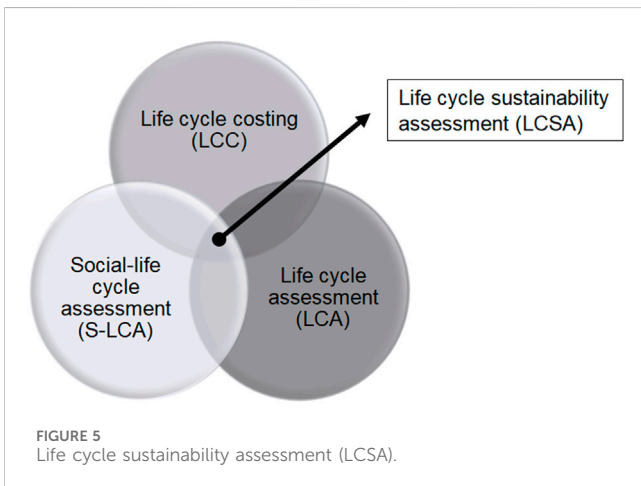 Life cycle costing
(LCC)
Life cycle sustainability
assessment (LCSA)
Social-life
cycle
assessment
(S-LCA)
Life cycle
assessment
(LCA)
FIGURE 5
Life cycle sustainability assessment (LCSA).